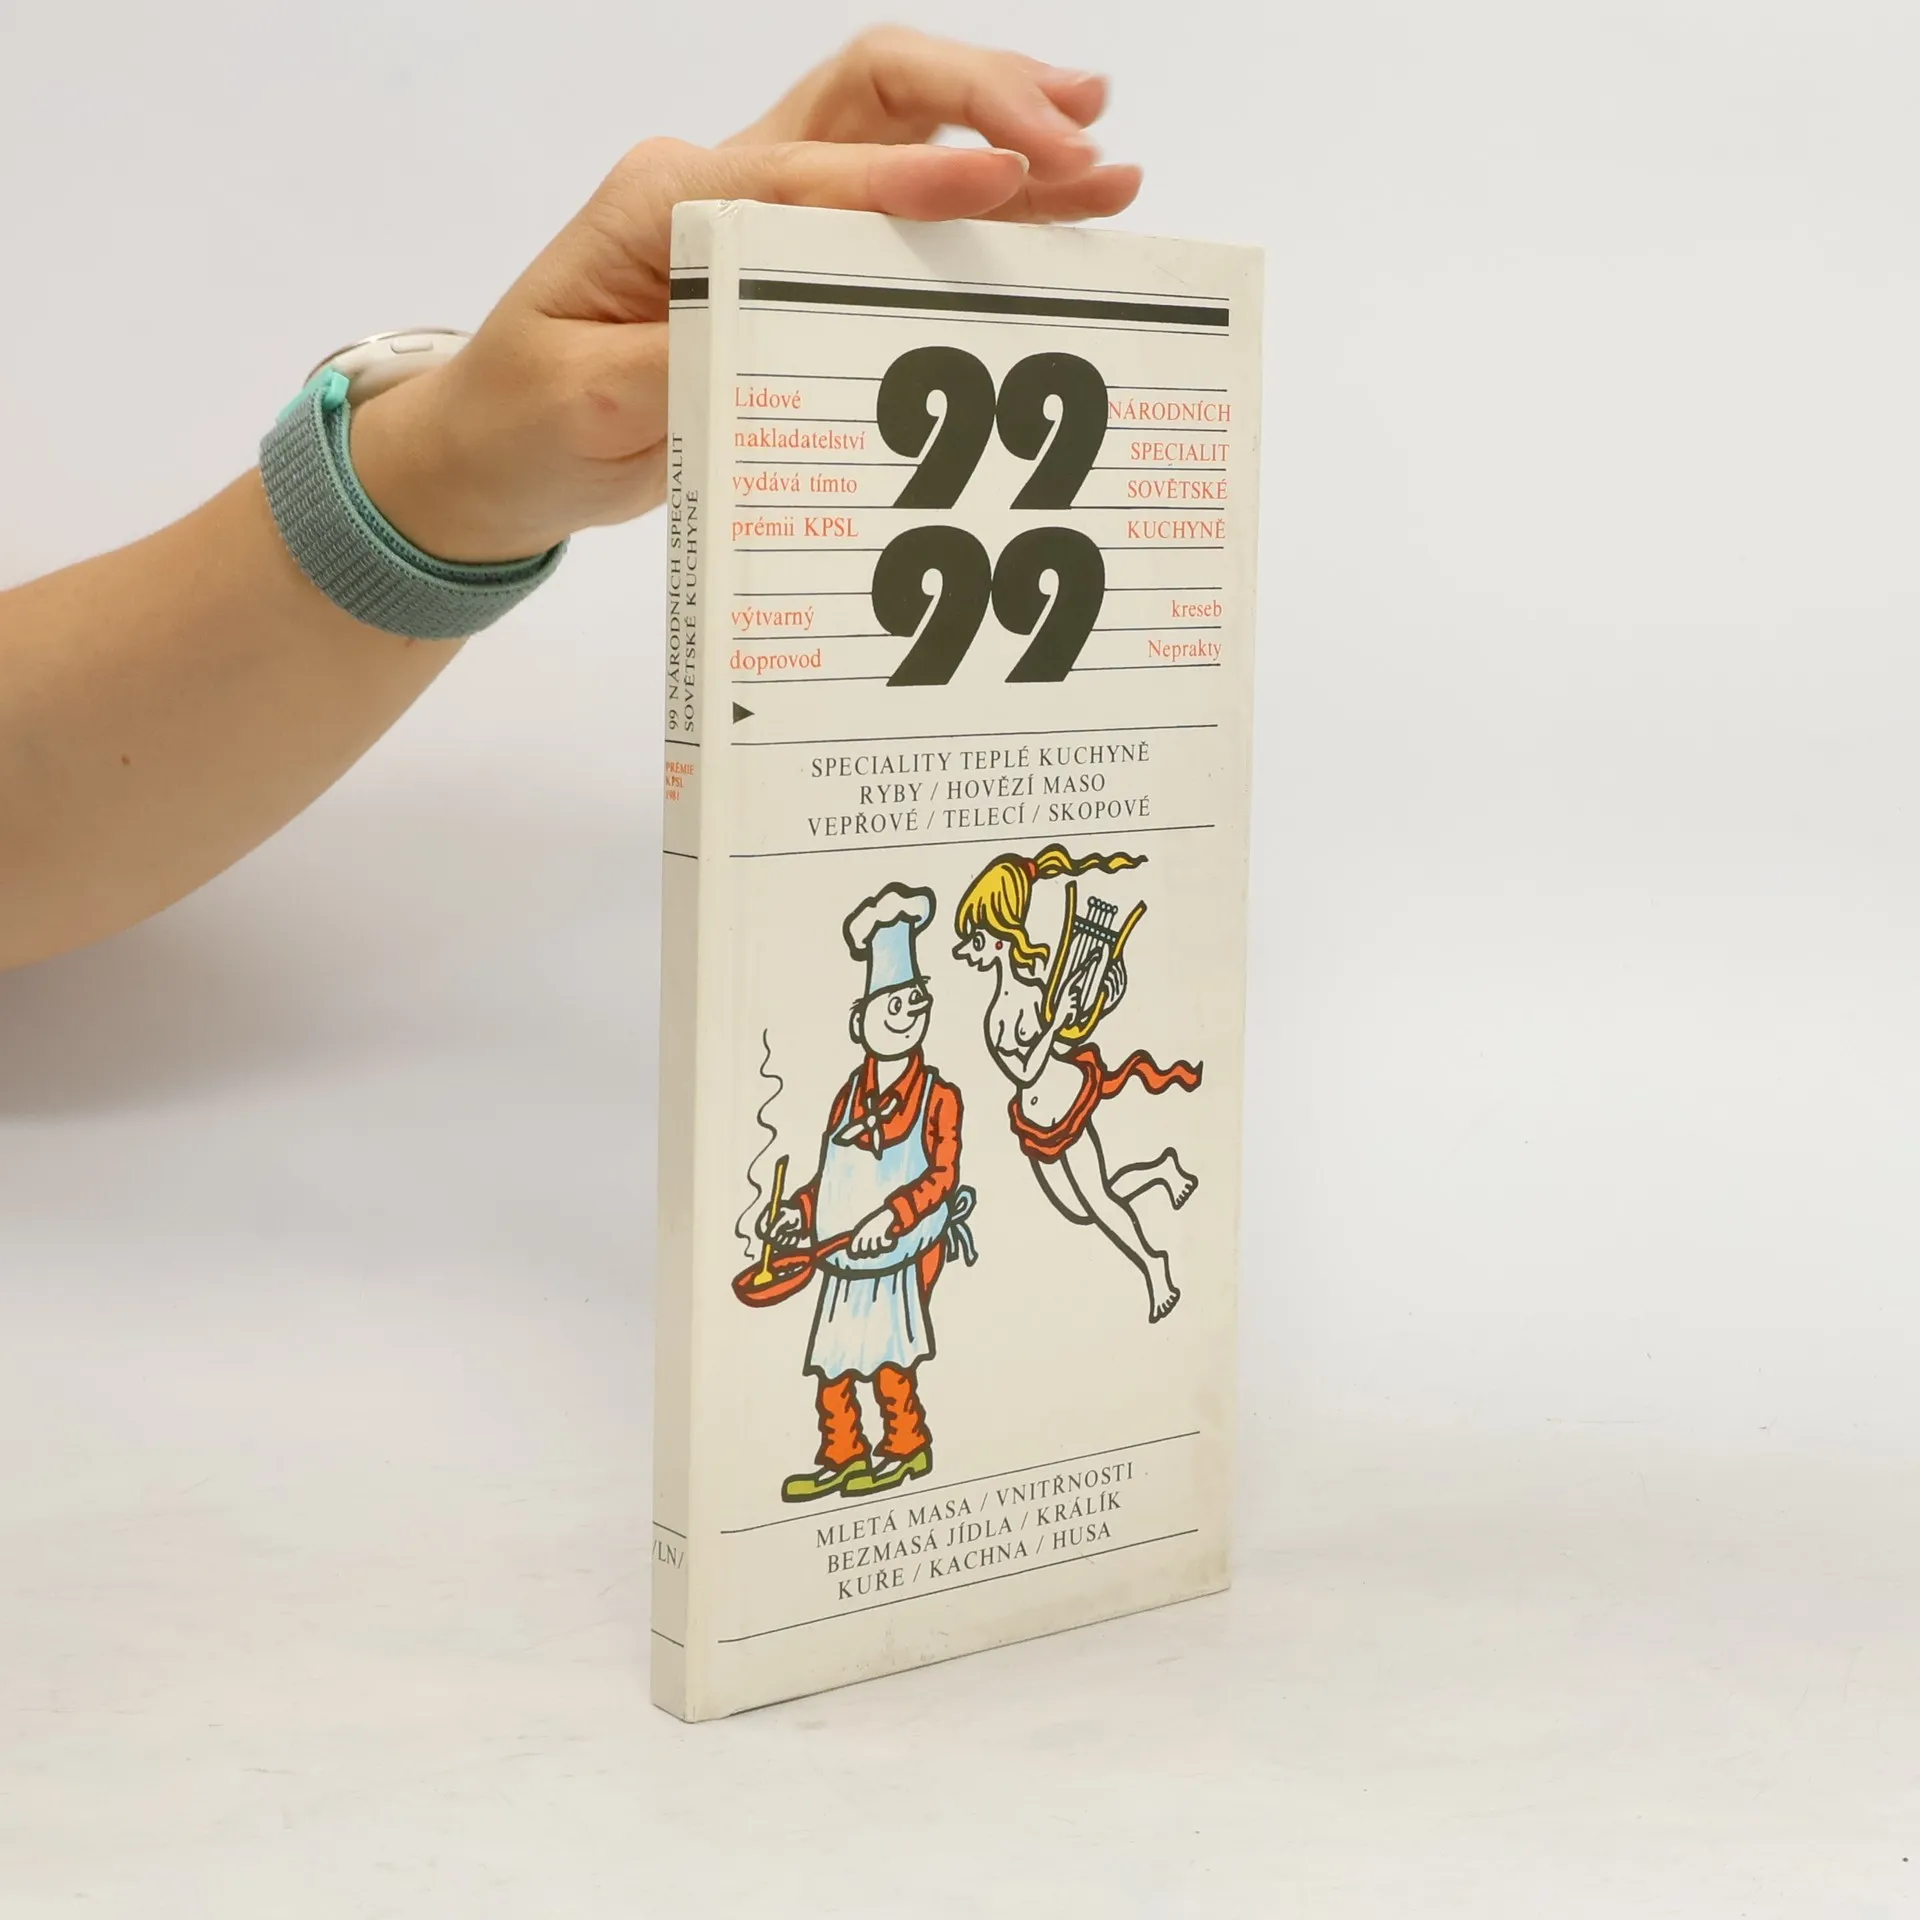 99 NÁRODNÍCH SPECIALIT
SOVĚTSKÉ KUCHYNĚ
PRÉMIE
KPSL
1981
/LN/
99
99
Lidové
nakladatelství
vydává tímto
prémii KPSL
výtvarný
doprovod
NÁRODNÍCH
SPECIALIT
SOVĚTSKÉ
KUCHYNĚ
kreseb
Neprakty
SPECIALITY TEPLÉ KUCHYNĚ
RYBY / HOVĚZÍ MASO
VEPŘOVÉ / TELECÍ / SKOPOVÉ
MLETÁ MASA / VNITŘNOSTI
BEZMASÁ JÍDLA / KRÁLÍK
KUŘE / KACHNA / HUSA